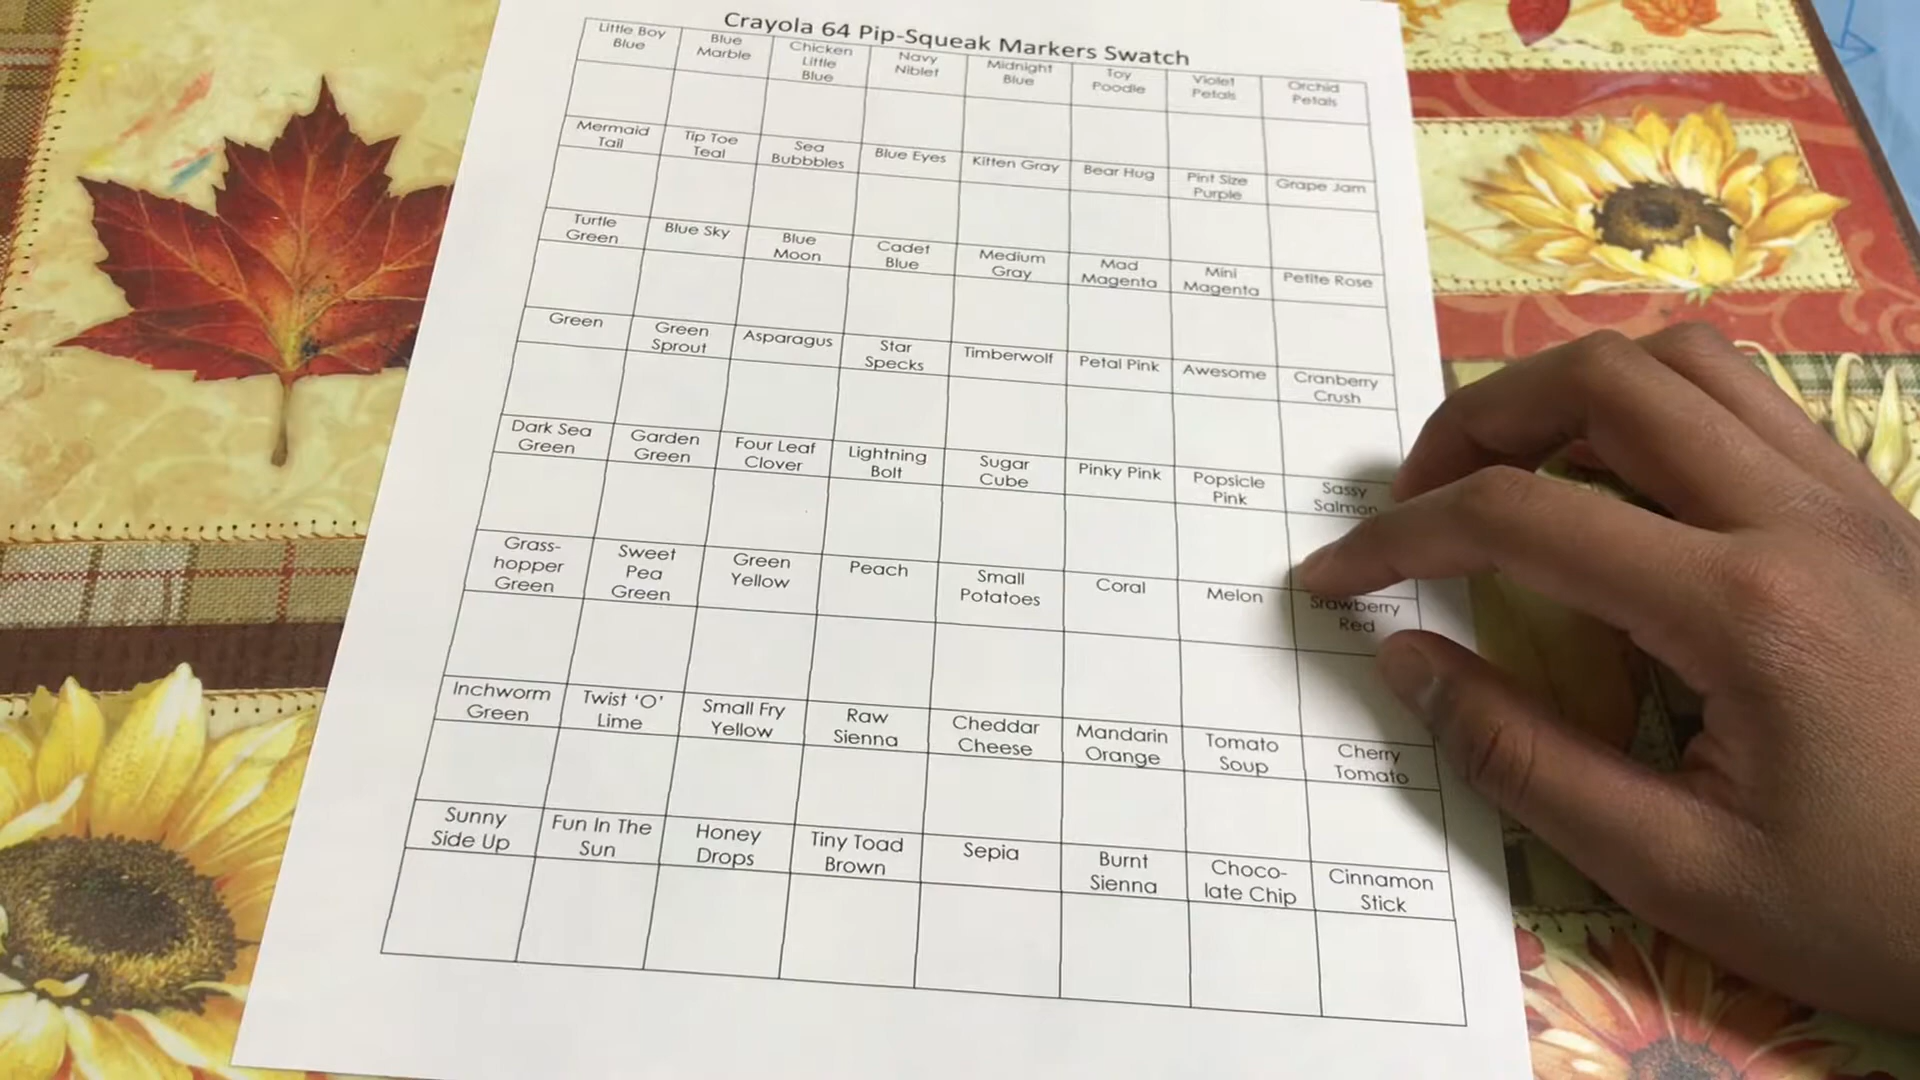 Crayola 64 Pip-Squeak Markers Swatch
Little Boy
Blue
Blue
Marble
Chicken
Little
Blue
Navy
Niblet
Midnight
Blue
Toy
Poodle
Violet
Petals
Orchid
Petals
Mermaid
Tail
Tip Toe
Teal
Sea
Bubbbles
Blue Eyes
Kitten Gray
Bear Hug
Pint Size
Purple
Grape Jam
Turtle
Green
Blue Sky
Blue
Moon
Cadet
Blue
Medium
Gray
Mad
Magenta
Mini
Magenta
Petite Rose
Green
Green
Sprout
Asparagus
Star
Specks
Timberwolf
Petal Pink
Awesome
Cranberry
Crush
Dark Sea
Green
Garden
Green
Four Leaf
Clover
Lightning
Bolt
Sugar
Cube
Pinky Pink
Popsicle
Pink
Sassy
Salmon
Grass-
hopper
Green
Sweet
Pea
Green
Green
Yellow
Peach
Small
Potatoes
Coral
Melon
Srawberry
Red
Inchworm
Green
Twist ‘O’
Lime
Small Fry
Yellow
Raw
Sienna
Cheddar
Cheese
Mandarin
Orange
Tomato
Soup
Cherry
Tomato
Sunny
Side Up
Fun In The
Sun
Honey
Drops
Tiny Toad
Brown
Sepia
Burnt
Sienna
Choco-
late Chip
Cinnamon
Stick